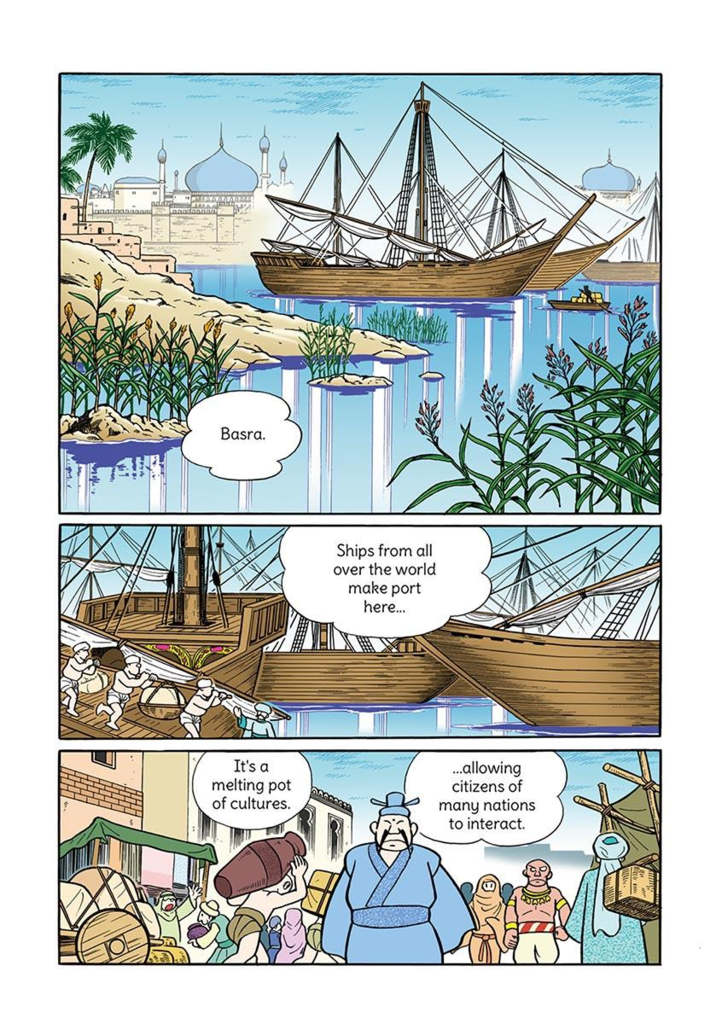 Basra.
Ships from all
over the world
make port
here...
It's a
melting pot
of cultures.
...allowing
citizens of
many nations
to interact.